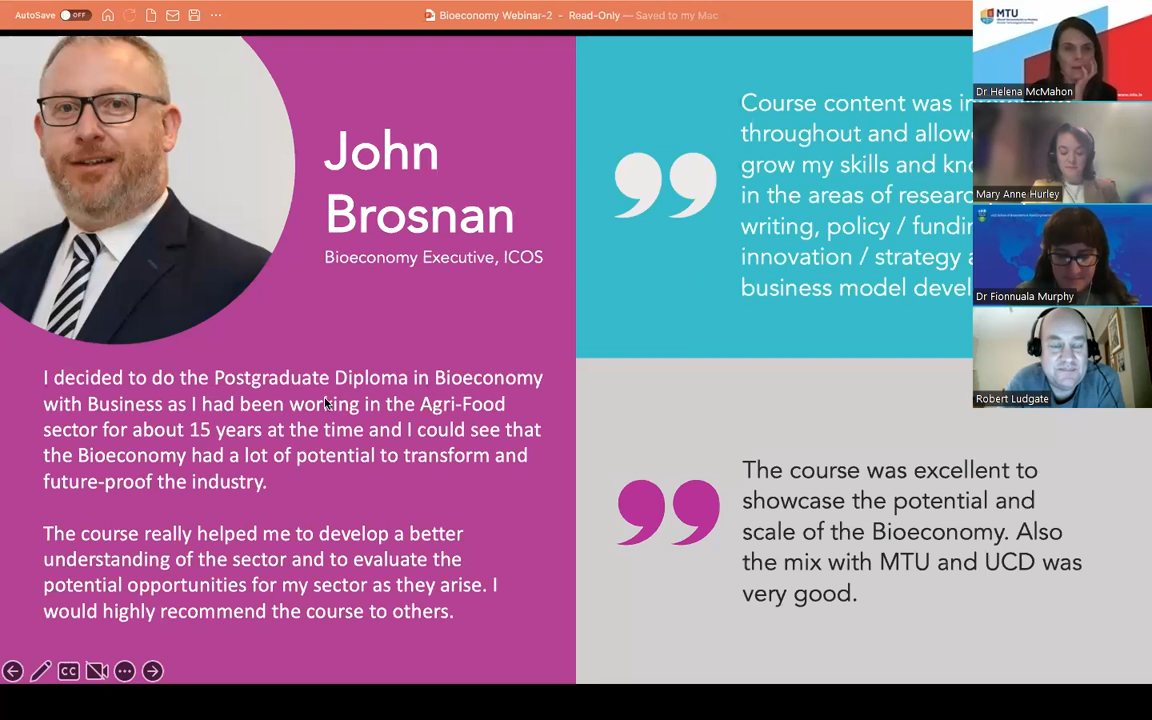 AutoSave OFF
Bioeconomy Webinar-2 - Read-Only — Saved to my Mac
John
Brosnan
Bioeconomy Executive, ICOS
I decided to do the Postgraduate Diploma in Bioeconomy
with Business as I had been working in the Agri-Food
sector for about 15 years at the time and I could see that
the Bioeconomy had a lot of potential to transform and
future-proof the industry.
The course really helped me to develop a better
understanding of the sector and to evaluate the
potential opportunities for my sector as they arise. I
would highly recommend the course to others.
CC
Course content was
throughout and
grow my skills and
in the areas of
writing, policy /
innovation / strategy
business model
The course was excellent to
showcase the potential and
scale of the Bioeconomy. Also
the mix with MTU and UCD was
very good.
MTU
Dr Helena McMahon
Mary Anne Hurley
Dr Fionnuala Murphy
Robert Ludgate